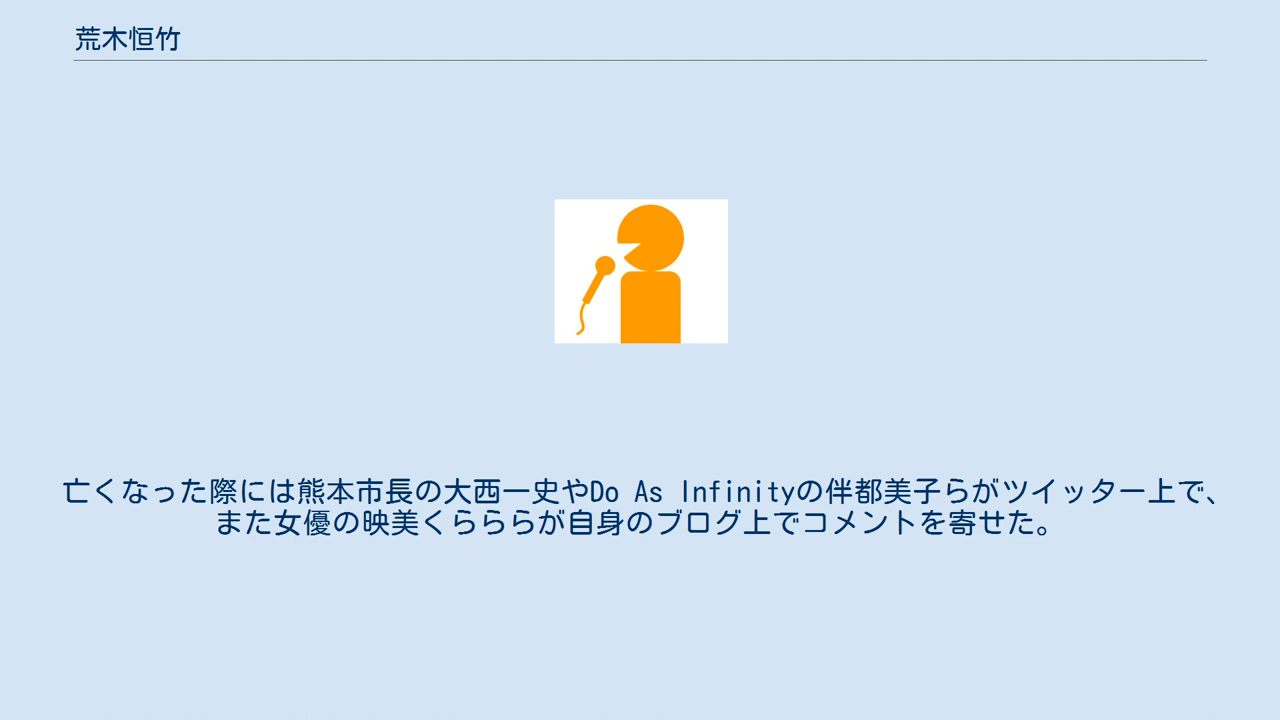 荒木恒竹
亡くなった際には熊本市長の大西一史やDo As Infinityの伴都美子らがツイッター上で、
また女優の映美くらららが自身のブログ上でコメントを寄せた。